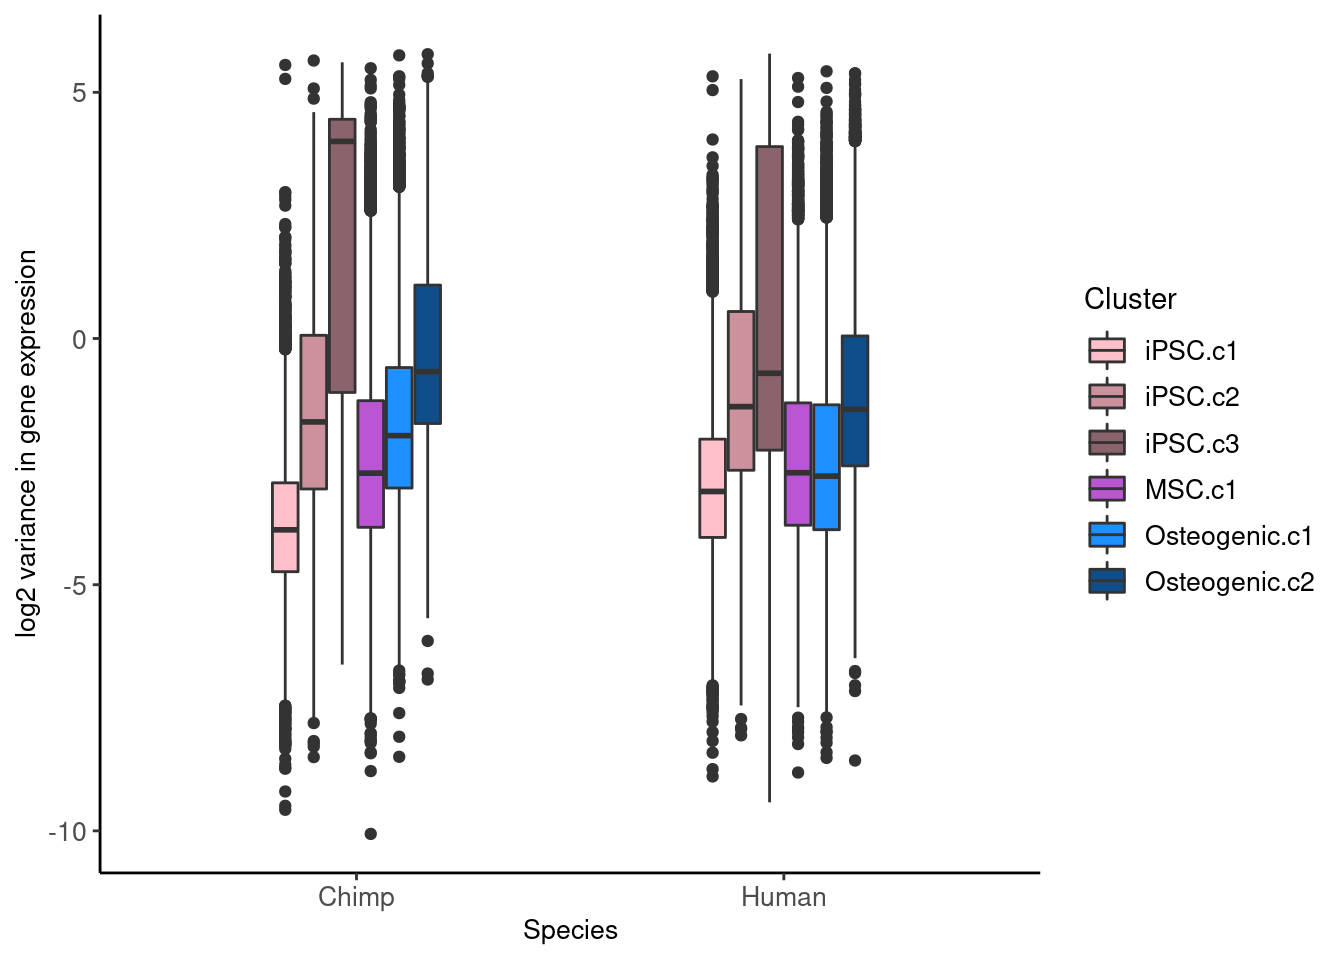 log2 variance in gene expression
5
0
-5
-10
Chimp
Human
Species
Cluster
iPSC.c1
iPSC.c2
iPSC.c3
MSC.c1
Osteogenic.c1
Osteogenic.c2